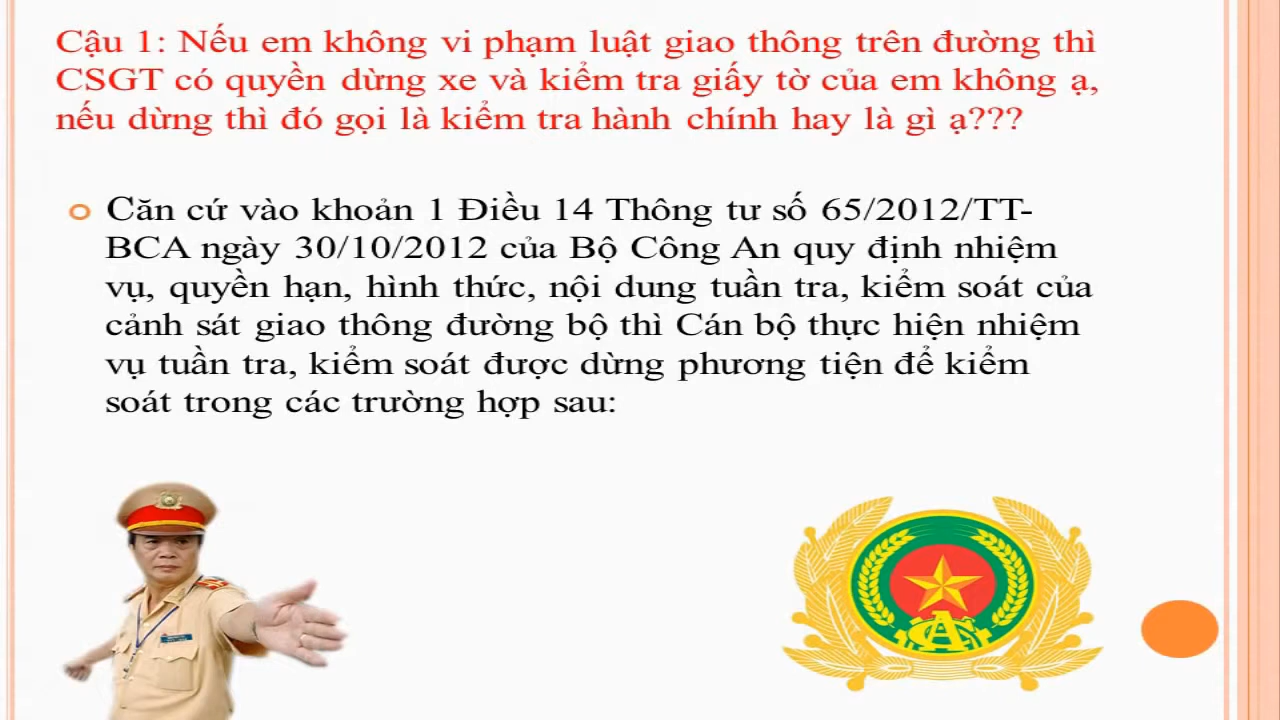 Cậu 1: Nếu em không vi phạm luật giao thông trên đường thì
CSGT có quyền dừng xe và kiểm tra giấy tờ của em không ạ,
nếu dừng thì đó gọi là kiểm tra hành chính hay là gì ạ???
Căn cứ vào khoản 1 Điều 14 Thông tư số 65/2012/TT-
BCA ngày 30/10/2012 của Bộ Công An quy định nhiệm
vụ, quyền hạn, hình thức, nội dung tuần tra, kiểm soát của
cảnh sát giao thông đường bộ thì Cán bộ thực hiện nhiệm
vụ tuần tra, kiểm soát được dừng phương tiện để kiểm
soát trong các trường hợp sau:
CA